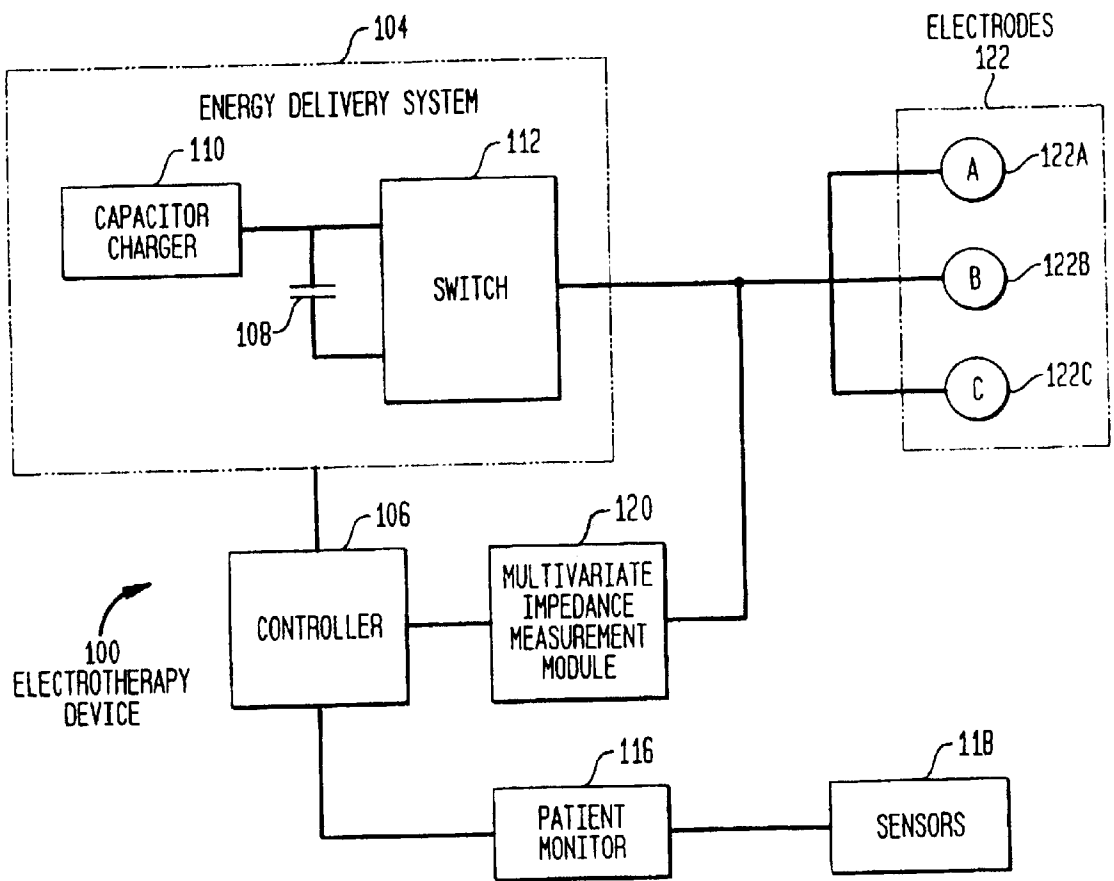 104
ELECTRODES
122
ENERGY DELIVERY SYSTEM
110
112
CAPACITOR
CHARGER
108
SWITCH
A
122A
B
122B
C
122C
106
120
CONTROLLER
MULTIVARIATE
IMPEDANCE
MEASUREMENT
MODULE
100
ELECTROTHERAPY
DEVICE
116
118
PATIENT
MONITOR
SENSORS